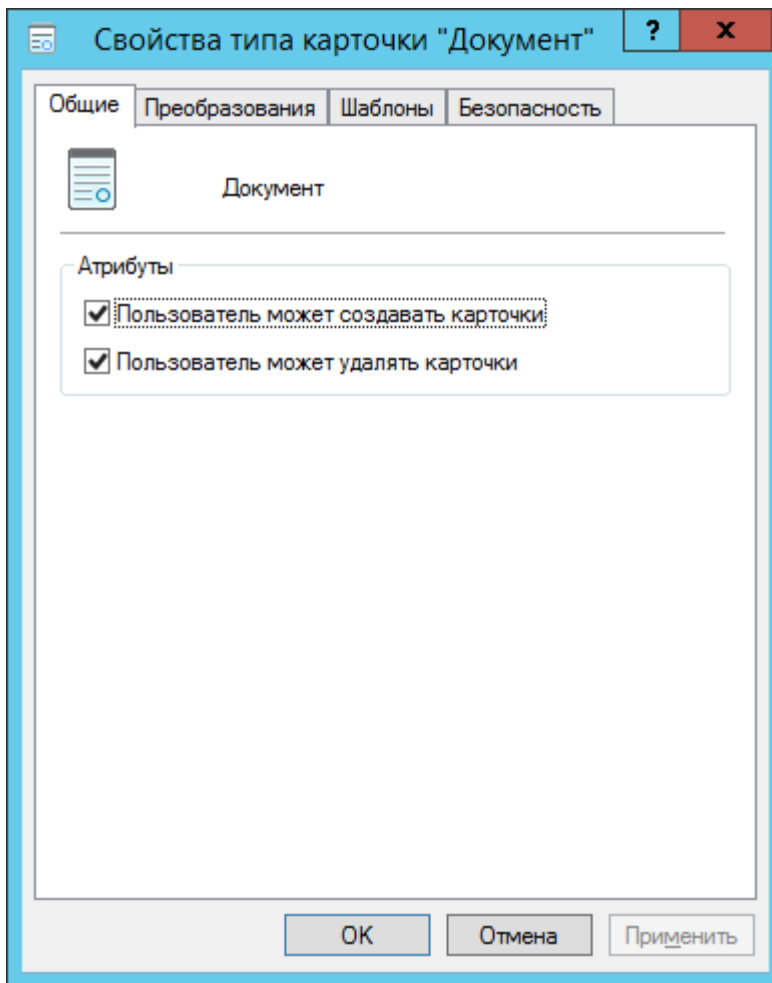 Свойства типа карточки "Документ"
?
x
Общие Преобразования Шаблоны Безопасность
Документ
Атрибуты
Пользователь может создавать карточки
Пользователь может удалять карточки
OK Отмена Применить